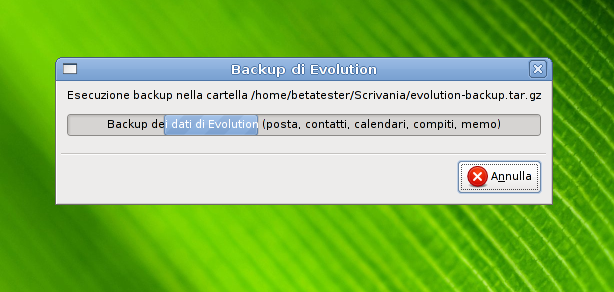 Backup di Evolution
Esecuzione backup nella cartella /home/betatester/Scrivania/evolution-backup.tar.gz
Backup dei dati di Evolution (posta, contatti, calendari, compiti, memo)
Annulla